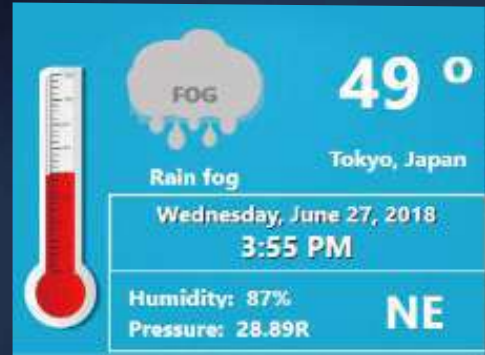 FOG
49 °
Rain fog
Tokyo, Japan
Wednesday, June 27, 2018
3:55 PM
Humidity: 87%
Pressure: 28.89R
NE